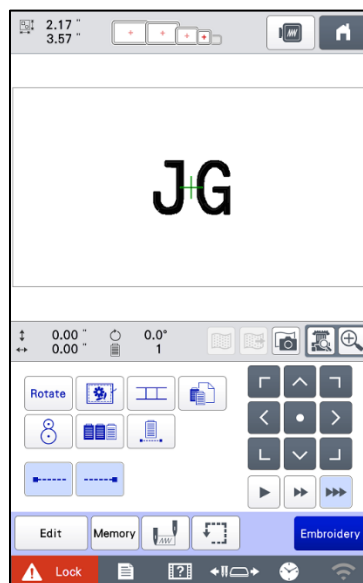 2.17 "
3.57 "
JG
0.00 " 0.0°
0.00 " 1
Rotate
Edit Memory Embroidery
Lock